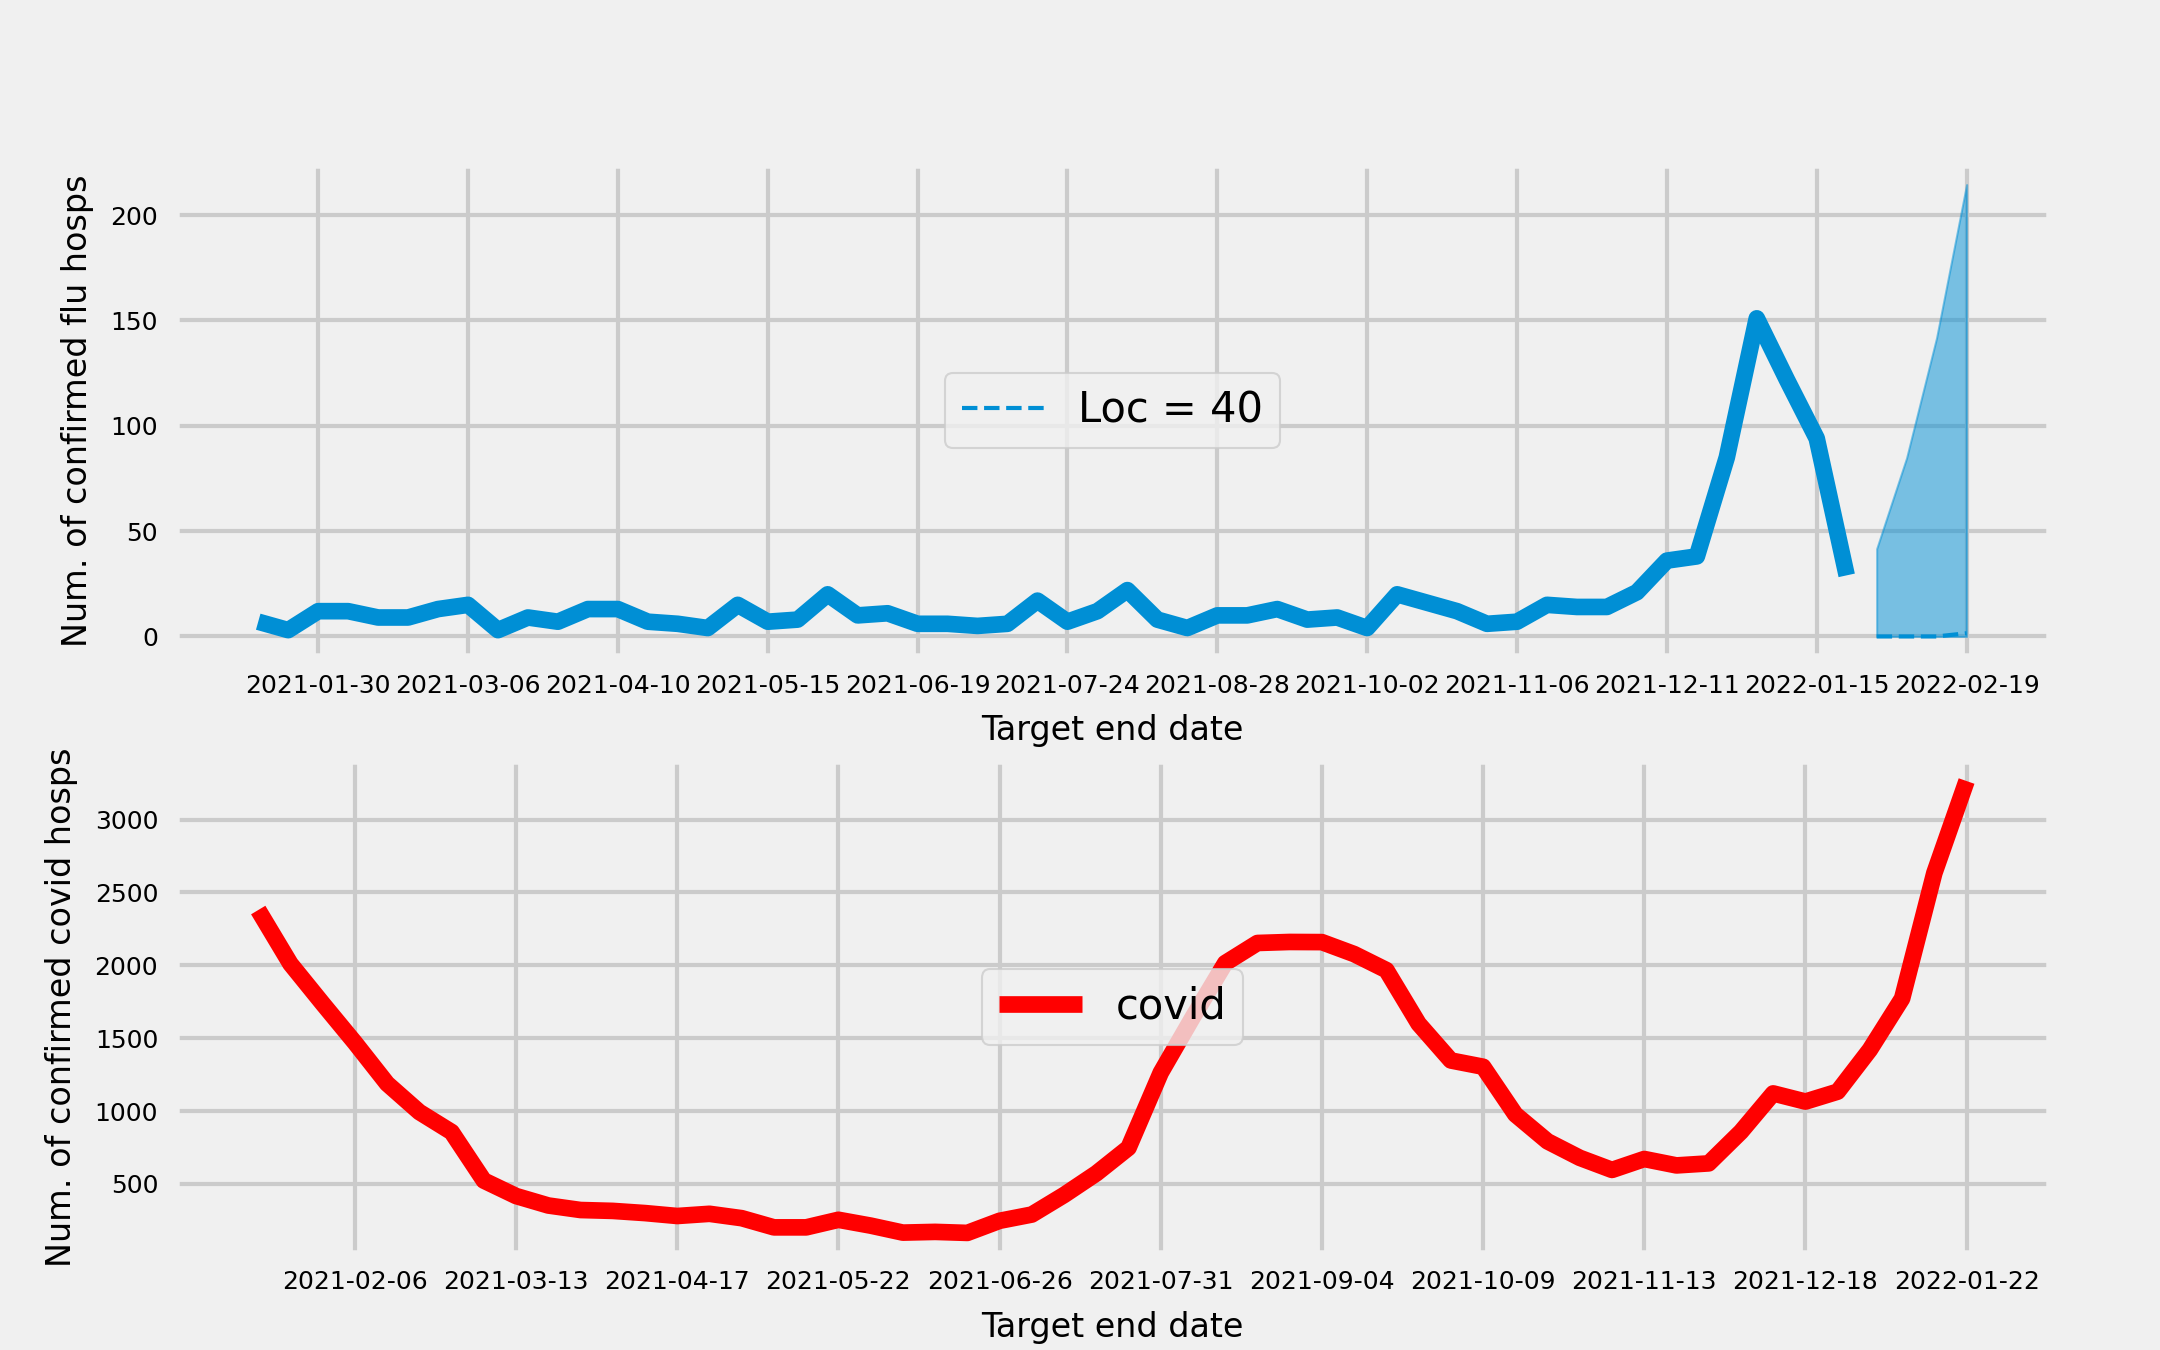 Num. of confirmed flu hosps
200
150
100
50
0
Loc = 40
2021-01-30 2021-03-06 2021-04-10 2021-05-15 2021-06-19 2021-07-24 2021-08-28 2021-10-02 2021-11-06 2021-12-11 2022-01-15 2022-02-19
Target end date
Num. of confirmed covid hosps
3000
2500
2000
1500
1000
500
covid
2021-02-06 2021-03-13 2021-04-17 2021-05-22 2021-06-26 2021-07-31 2021-09-04 2021-10-09 2021-11-13 2021-12-18 2022-01-22
Target end date